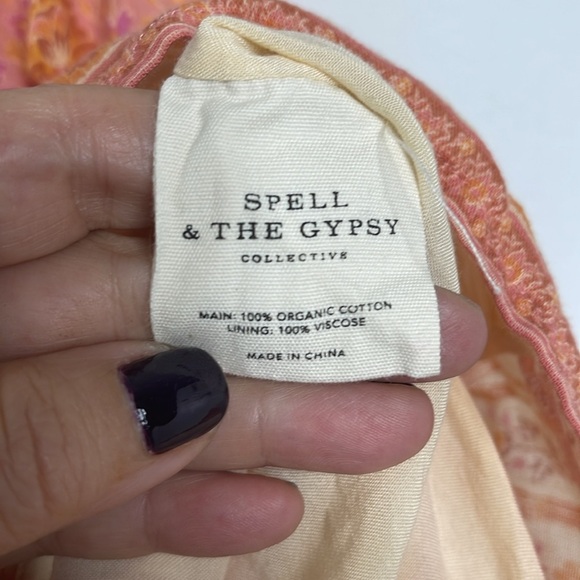 SPELL
& THE GYPSY
COLLECTIVE
MAIN: 100% ORGANIC COTTON
LINING: 100% VISCOSE
MADE IN CHINA